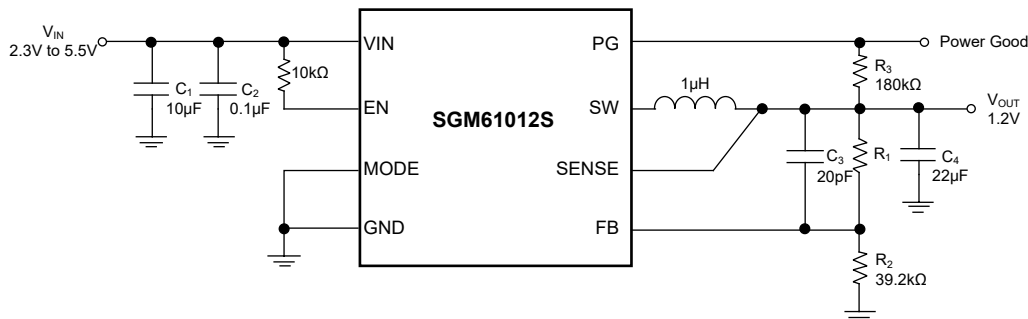 VIN
2.3V to 5.5V
C1
10µF
C2
0.1µF
10kΩ
VIN
EN
MODE
GND
SGM61012S
PG
SW
SENSE
FB
1µH
Power Good
R3
180kΩ
VOUT
1.2V
C3
20pF
R1
C4
22µF
R2
39.2kΩ